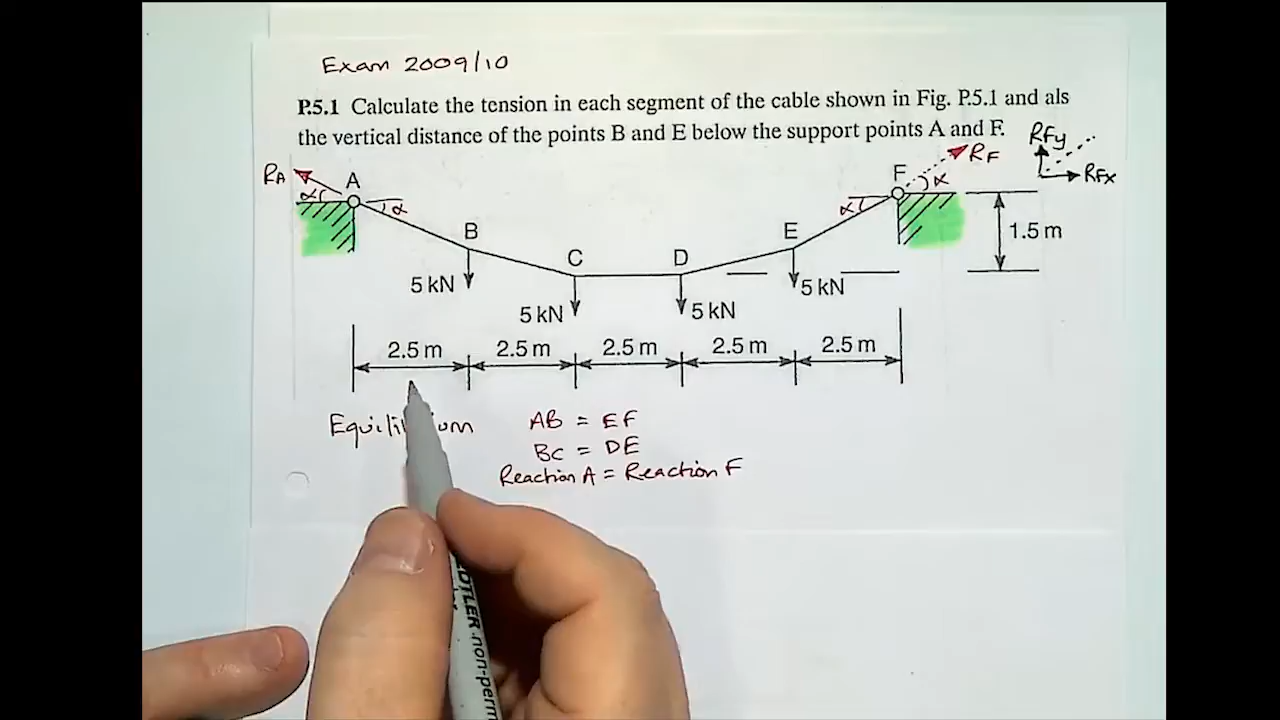 Exam 2009/10
P.5.1 Calculate the tension in each segment of the cable shown in Fig. P.5.1 and als
the vertical distance of the points B and E below the support points A and F.
RFy
RF
RFx
RA
α
A
α
F
α
α
B
E
1.5 m
C
D
5 kN
5 kN
5 kN
5 kN
2.5 m 2.5 m 2.5 m 2.5 m 2.5 m
AB = EF
BC = DE
Reaction A = Reaction F